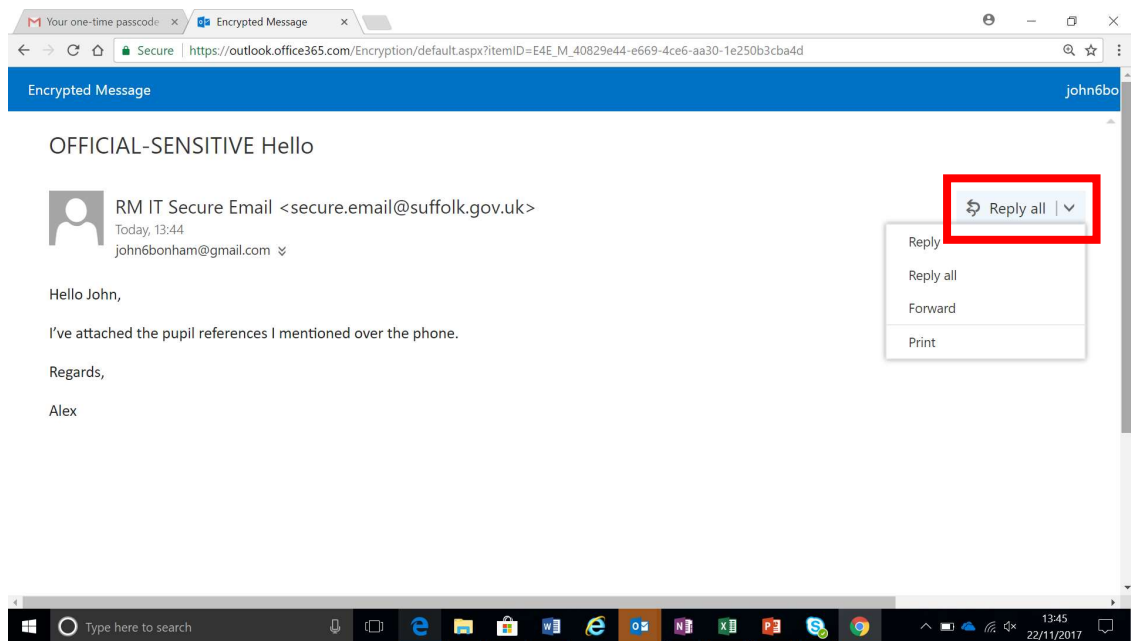 Your one-time passcode
Encrypted Message
Secure
https://outlook.office365.com/Encryption/default.aspx?itemID=E4E_M_40829e44-e669-4ce6-aa30-1e250b3cba4d
Encrypted Message
john6bo
OFFICIAL-SENSITIVE Hello
RM IT Secure Email <secure.email@suffolk.gov.uk>
Today, 13:44
john6bonham@gmail.com
Reply all
Reply
Reply all
Forward
Print
Hello John,
I've attached the pupil references I mentioned over the phone.
Regards,
Alex
Type here to search
13:45
22/11/2017